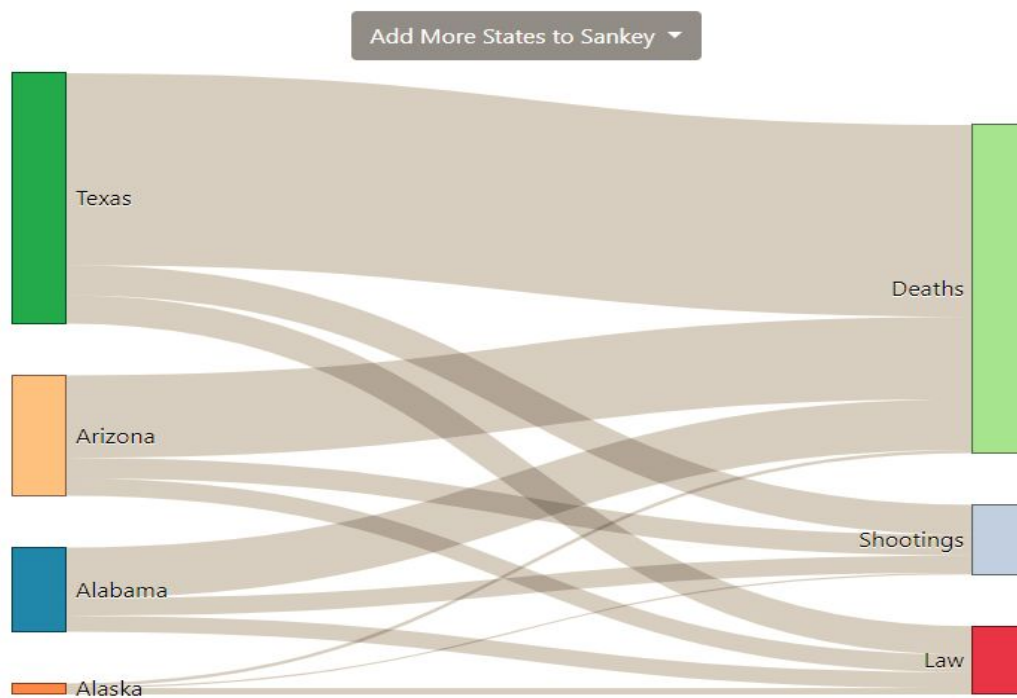 Add More States to Sankey
Texas
Deaths
Arizona
Shootings
Alabama
Law
Alaska